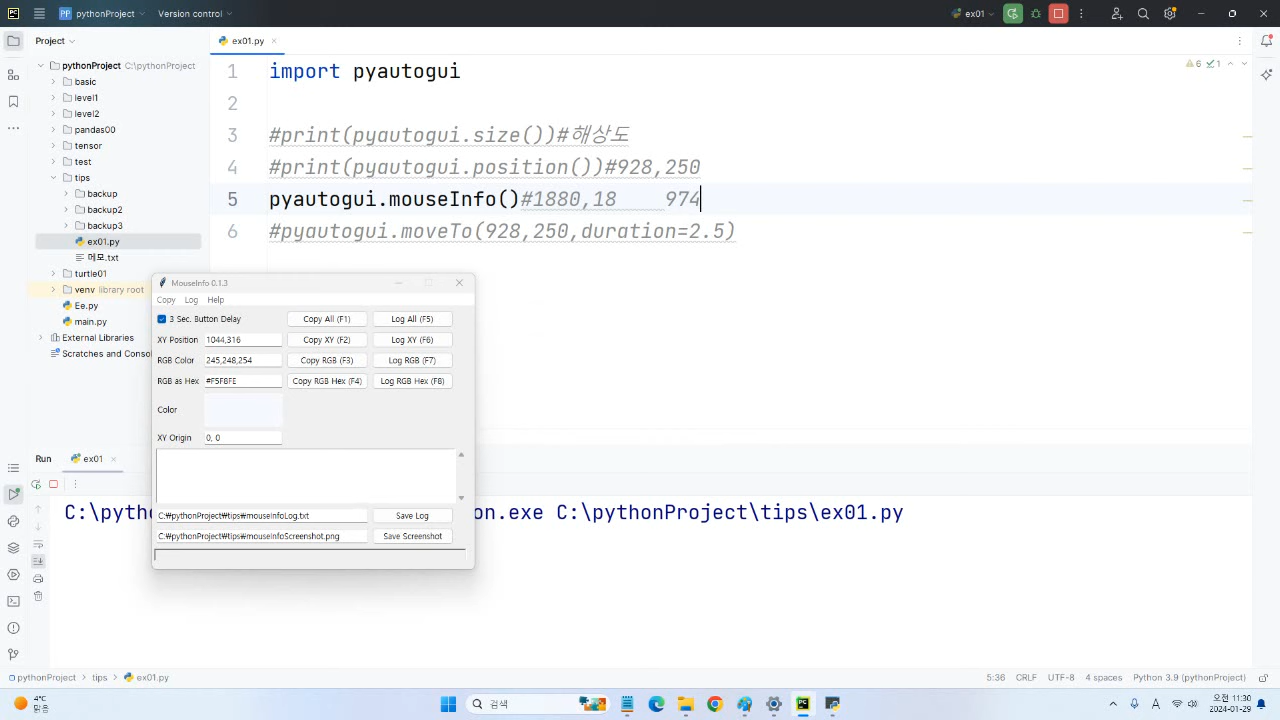 PC
PP pythonProject
Version control
ex01
Project
ex01.py
pythonProject C:\pythonProject
basic
level1
level2
pandas00
tensor
test
tips
backup
backup2
backup3
ex01.py
메모.txt
turtle01
venv library root
Ee.py
main.py
External Libraries
Scratches and Consol
6 1
1 import pyautogui
2
3 #print(pyautogui.size())#해상도
4 #print(pyautogui.position())#928,250
5 pyautogui.mouseInfo()#1880,18 974
6 #pyautogui.moveTo(928,250,duration=2.5)
MouseInfo 0.1.3
Copy Log Help
3 Sec. Button Delay Copy All (F1) Log All (F5)
XY Position 1044,316 Copy XY (F2) Log XY (F6)
RGB Color 245,248,254 Copy RGB (F3) Log RGB (F7)
RGB as Hex #F5F8FE Copy RGB Hex (F4) Log RGB Hex (F8)
Color
XY Origin 0, 0
C:₩pythonProject₩tips₩mouseInfoLog.txt Save Log
C:₩pythonProject₩tips₩mouseInfoScreenshot.png Save Screenshot
Run ex01
C:\pytho on.exe C:\pythonProject\tips\ex01.py
pythonProject tips ex01.py
5:36 CRLF UTF-8 4 spaces Python 3.9 (pythonProject)
4°C
맑음
검색
PC
A
오전 11:30
2024-01-29